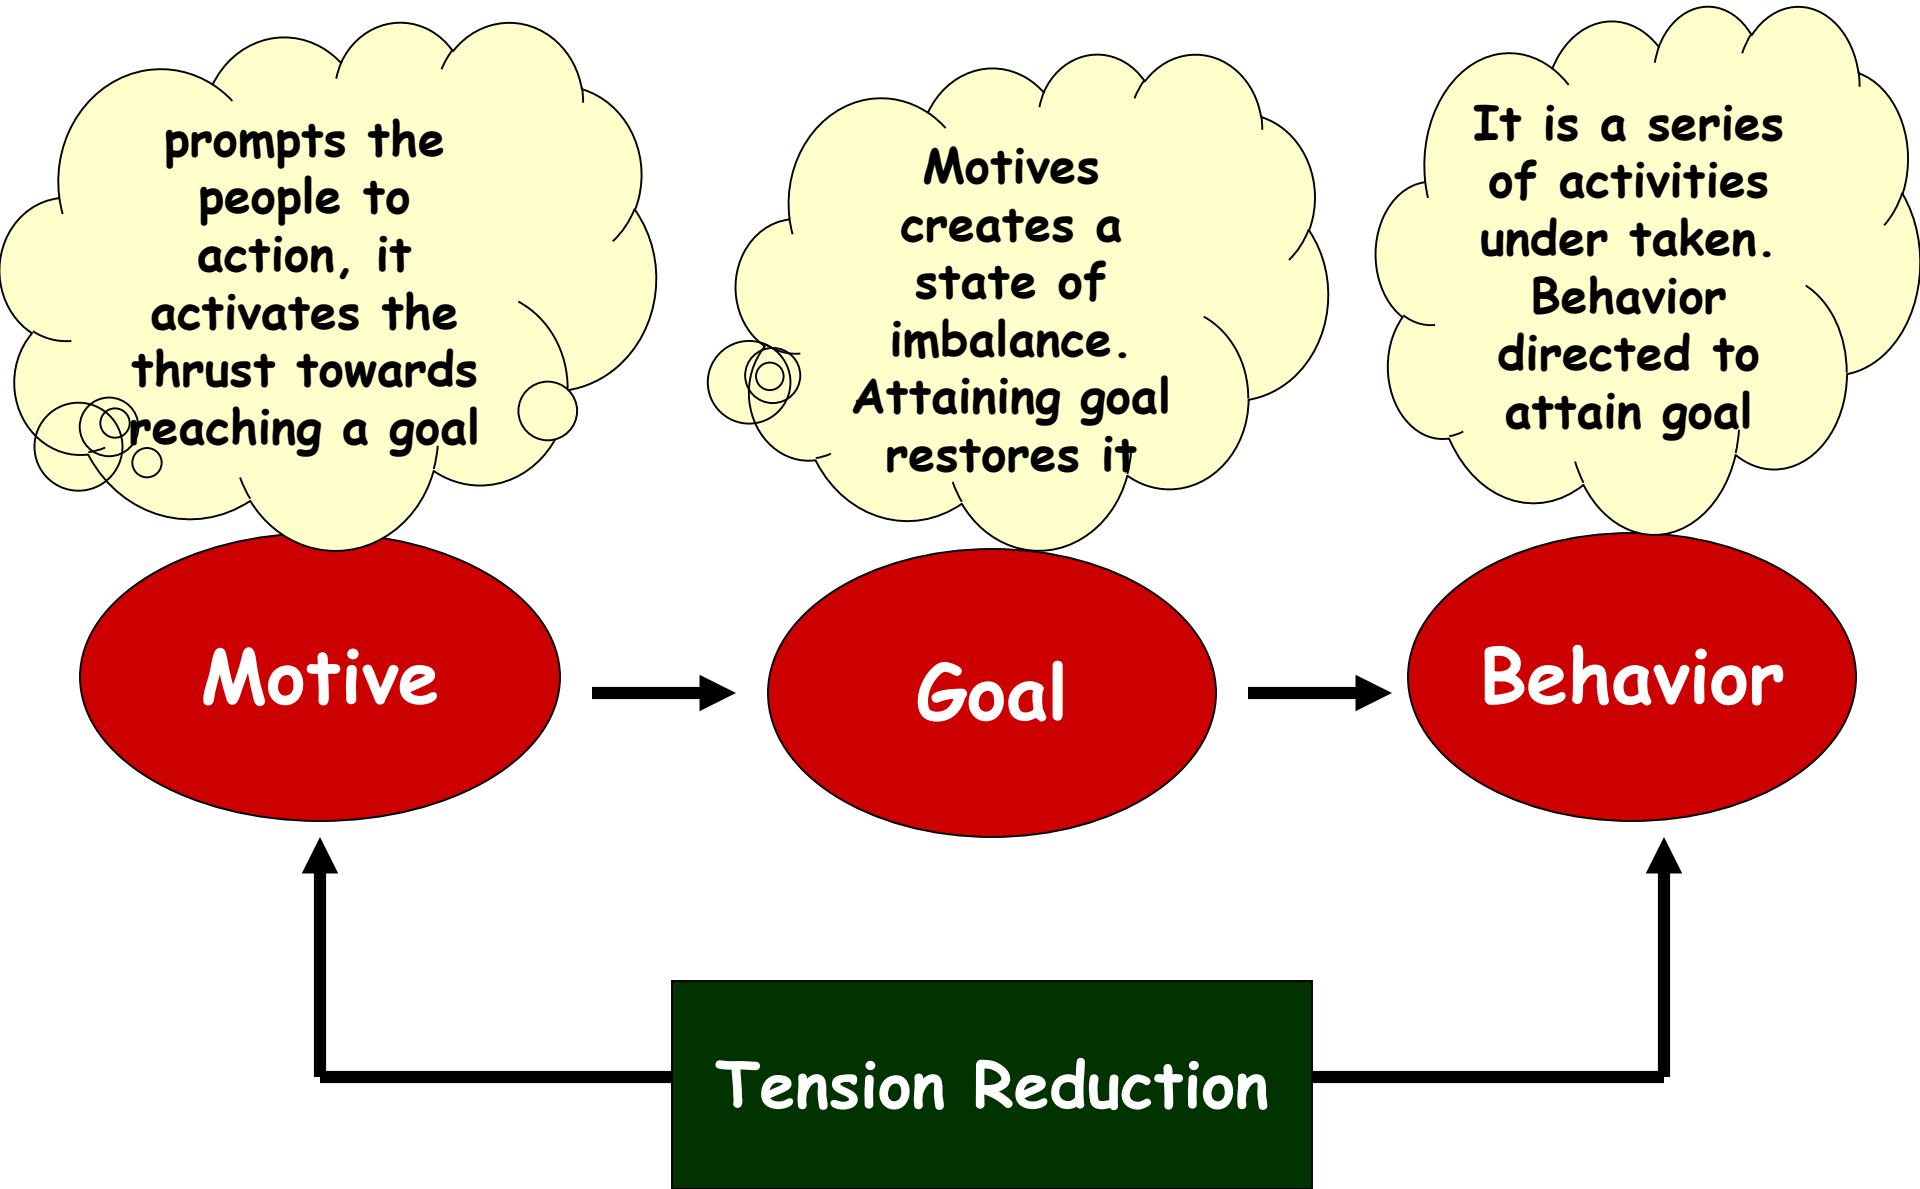 prompts the
people to
action, it
activates the
thrust towards
reaching a goal
Motives
creates a
state of
imbalance.
Attaining goal
restores it
It is a series
of activities
under taken.
Behavior
directed to
attain goal
Motive
Goal
Behavior
Tension Reduction